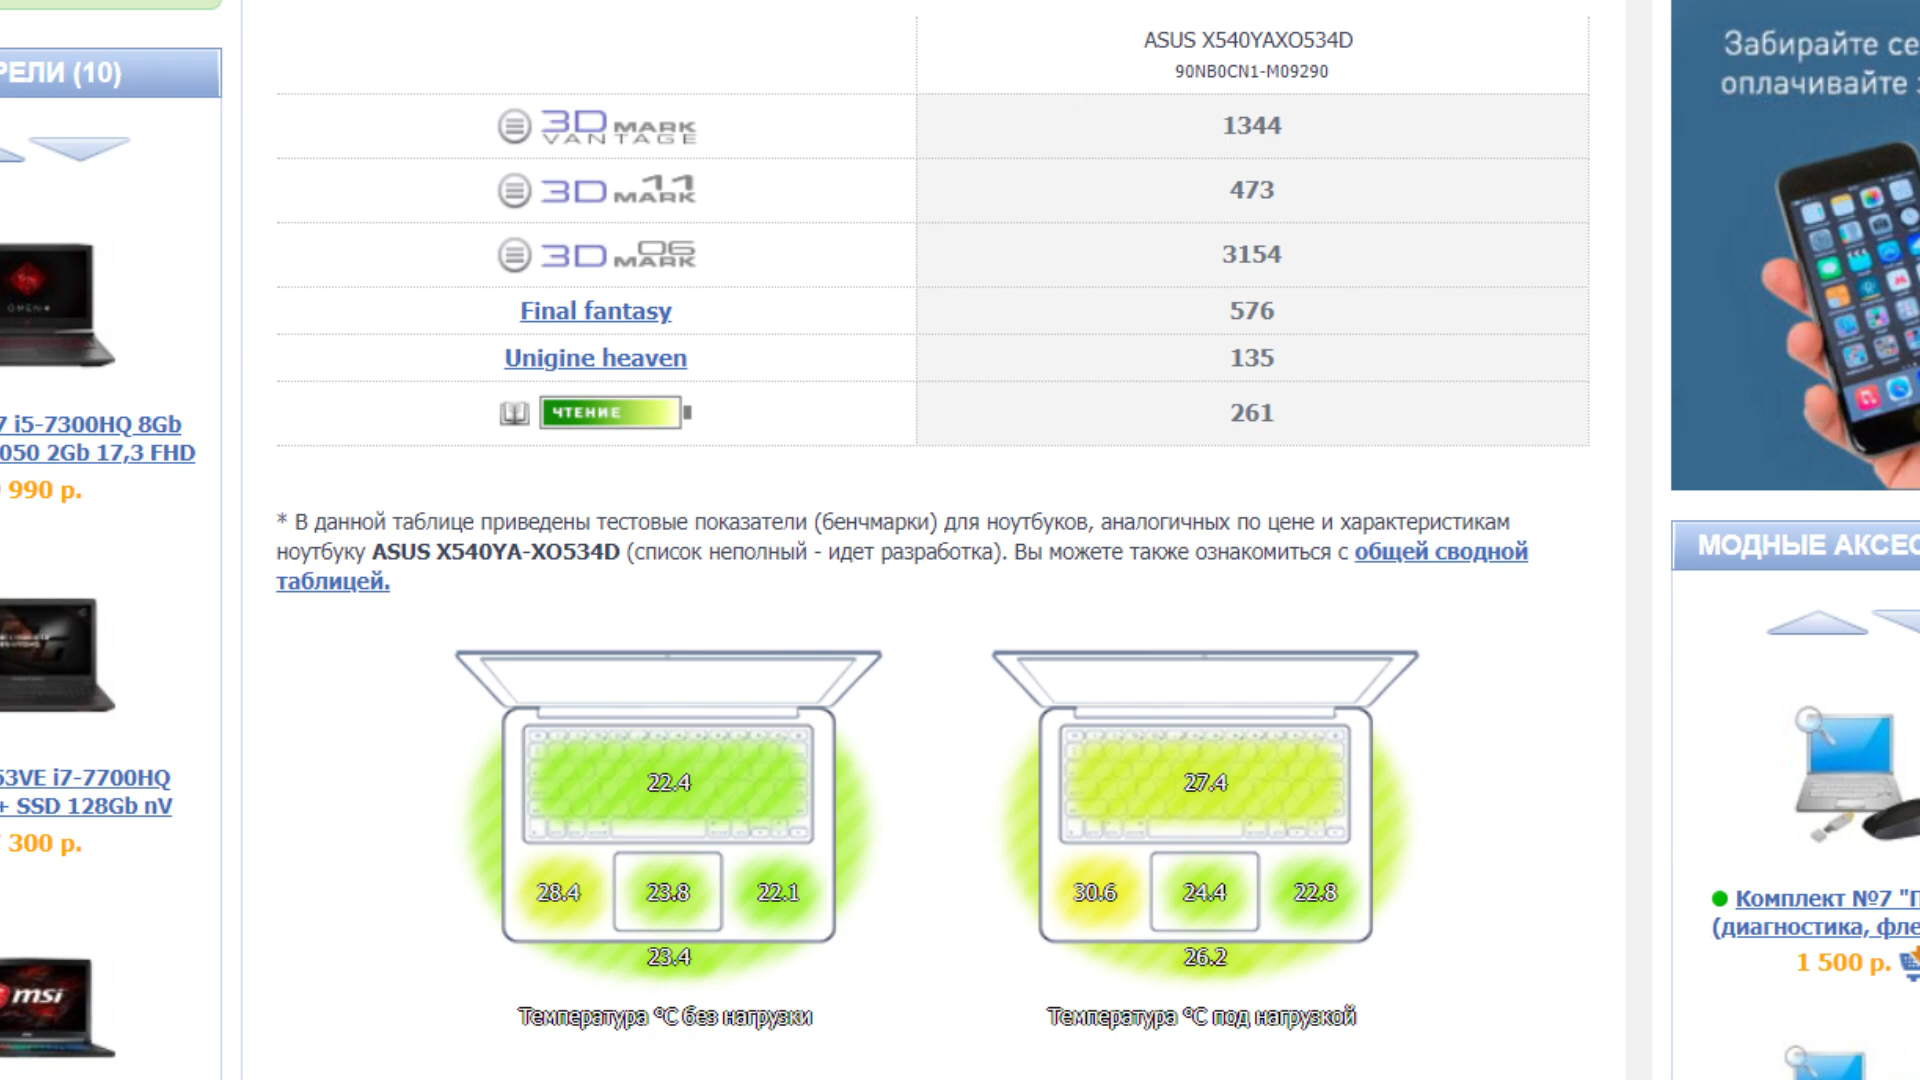 РЕЛИ (10)
7 i5-7300HQ 8Gb
050 2Gb 17,3 FHD
990 р.
53VE i7-7700HQ
+ SSD 128Gb nV
300 р.
msi
ASUS X540YAXO534D
90NB0CN1-M09290
3D MARK VANTAGE 1344
3D MARK 11 473
3D MARK 06 3154
Final fantasy 576
Unigine heaven 135
ЧТЕНИЕ 261
* В данной таблице приведены тестовые показатели (бенчмарки) для ноутбуков, аналогичных по цене и характеристикам
ноутбуку ASUS X540YA-XO534D (список неполный - идет разработка). Вы можете также ознакомиться с общей сводной
таблицей.
22.4
28.4 23.8 22.1
23.4
Температура °C без нагрузки
27.4
30.6 24.4 22.8
26.2
Температура °C под нагрузкой
Забирайте се
оплачивайте
МОДНЫЕ АКСЕС
Комплект №7 "П
(диагностика, фле
1 500 р.